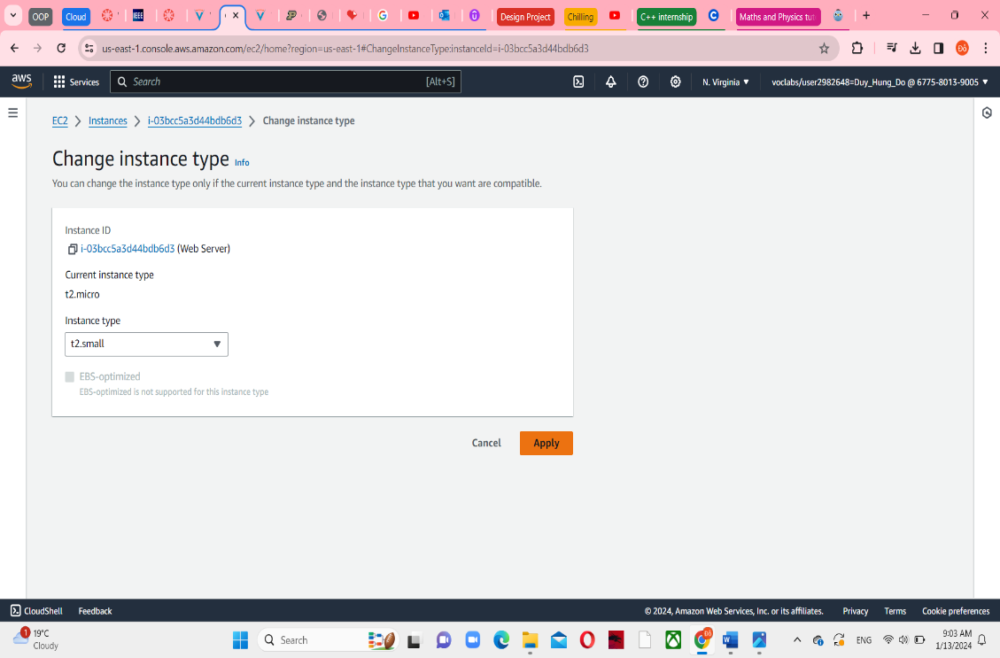 OOP
Cloud
IEEE
Design Project
Chilling
C++ internship
Maths and Physics tu
us-east-1.console.aws.amazon.com/ec2/home?region=us-east-1#ChangeInstanceType:instanceId=i-03bcc5a3d44bdb6d3
Đỗ
aws
Services
Search
[Alt+S]
N. Virginia
voclabs/user2982648=Duy_Hung_Do @ 6775-8013-9005
EC2
Instances
i-03bcc5a3d44bdb6d3
Change instance type
Change instance type Info
You can change the instance type only if the current instance type and the instance type that you want are compatible.
Instance ID
i-03bcc5a3d44bdb6d3 (Web Server)
Current instance type
t2.micro
Instance type
t2.small
EBS-optimized
EBS-optimized is not supported for this instance type
Cancel
Apply
CloudShell
Feedback
© 2024, Amazon Web Services, Inc. or its affiliates.
Privacy
Terms
Cookie preferences
1
19°C
Cloudy
Search
ENG
9:03 AM
1/13/2024